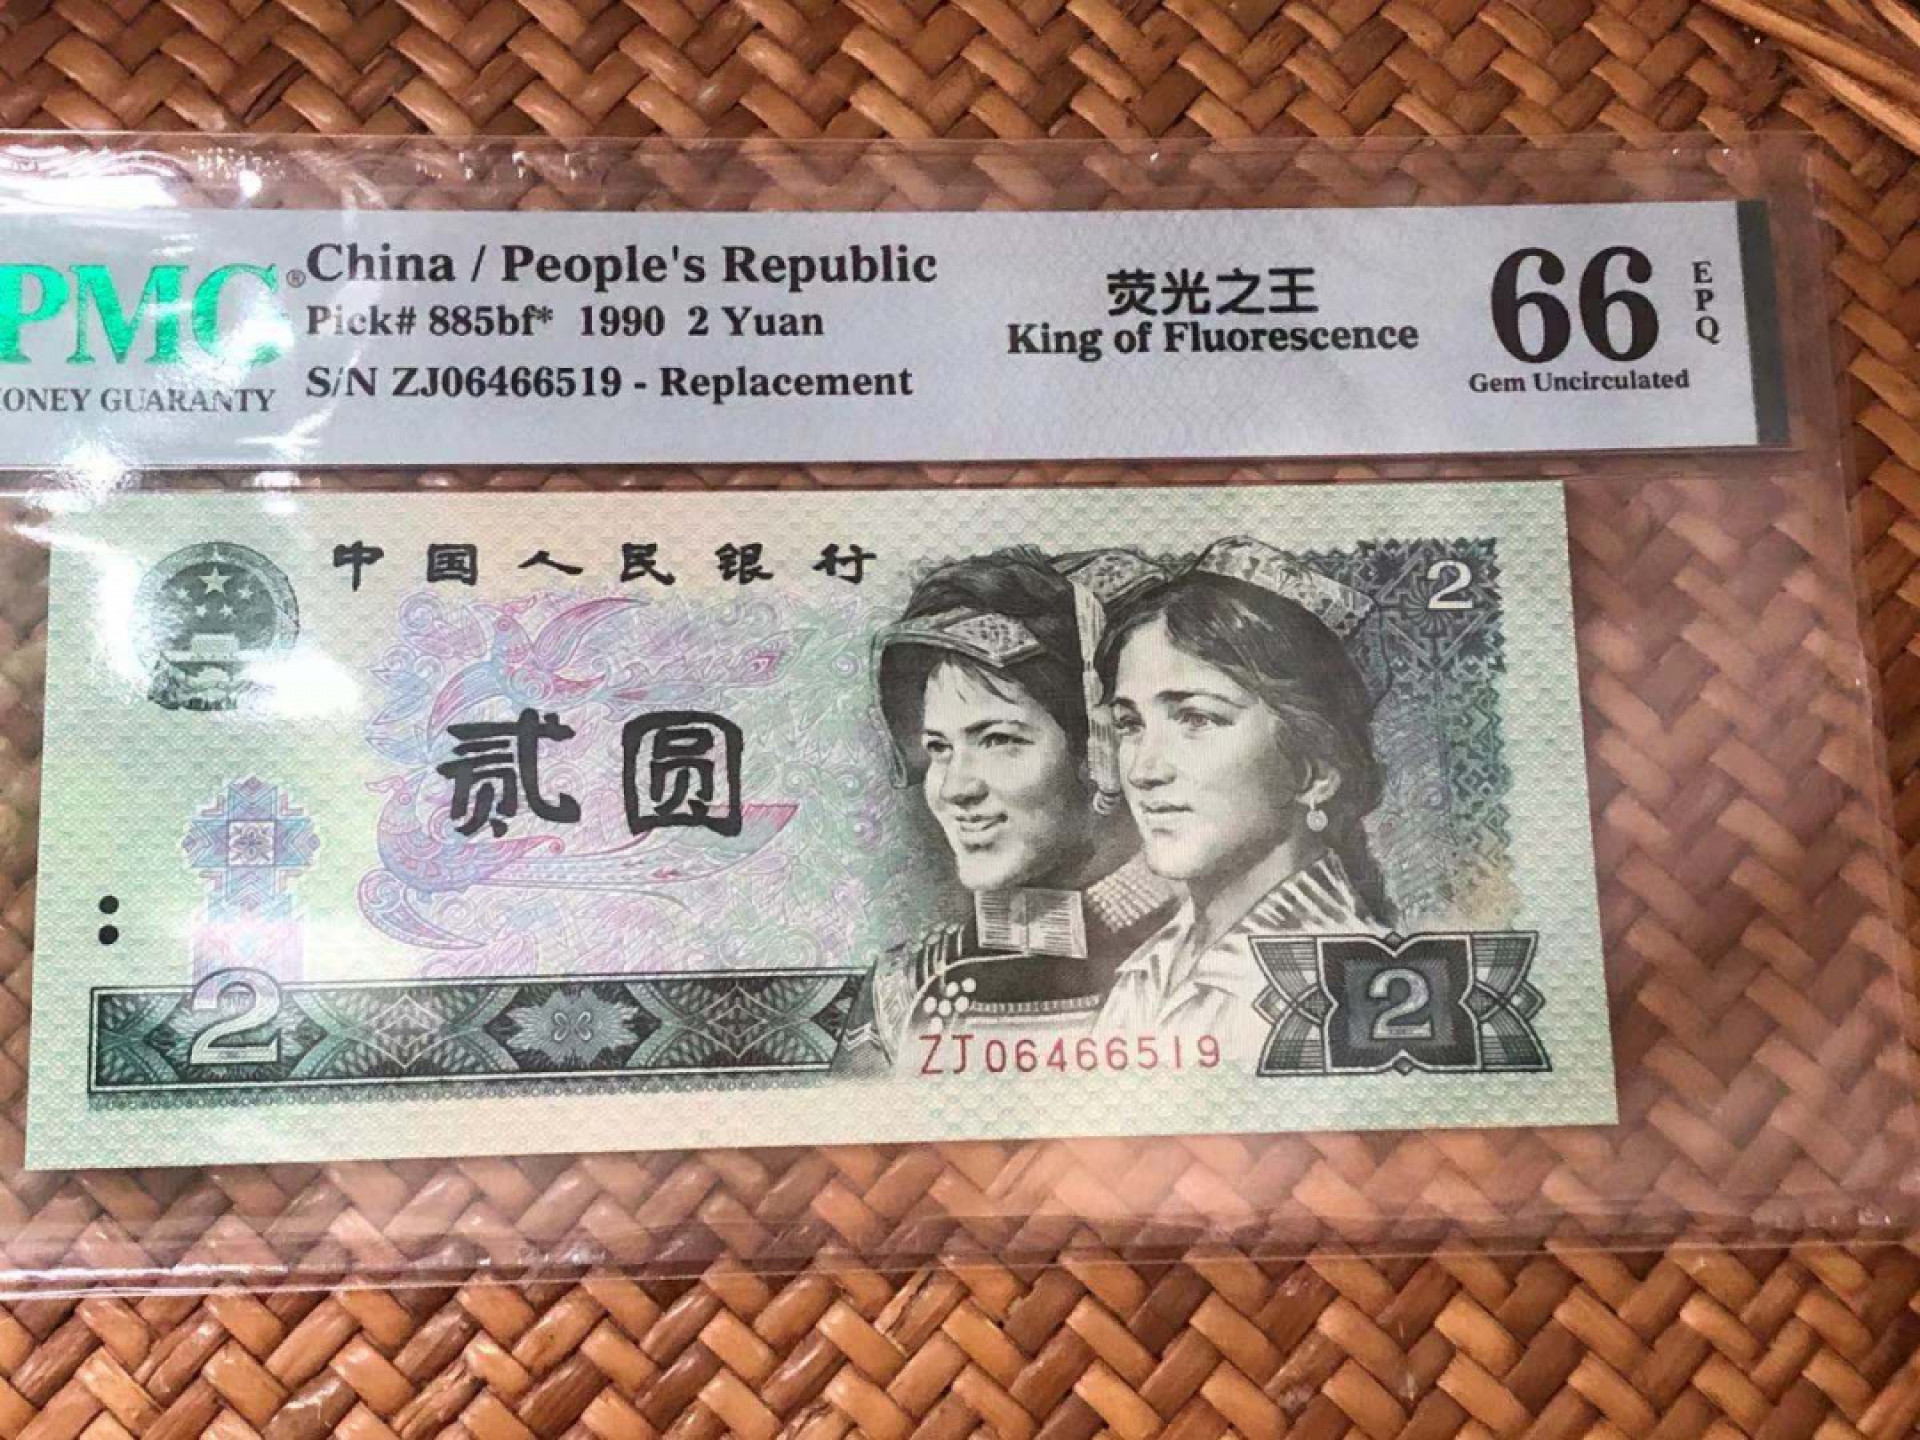 PMG®
MONEY GUARANTY
China / People's Republic
Pick# 885bf* 1990 2 Yuan
S/N ZJ06466519 - Replacement
荧光之王
King of Fluorescence
66
EPQ
Gem Uncirculated
中国人民银行
2
贰圆
2
2
ZJ06466519